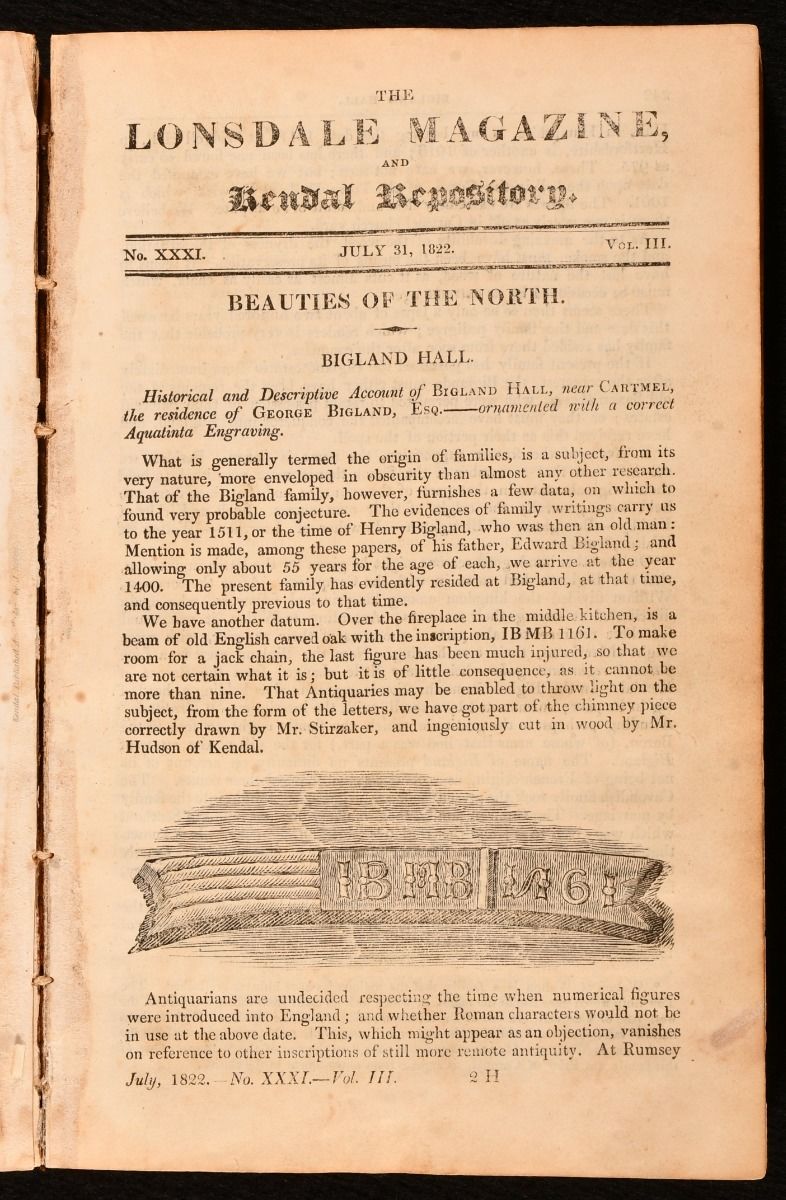 THE
LONSDALE MAGAZINE,
AND
Kendal Repository.
No. XXXI. JULY 31, 1822. VOL. III.
BEAUTIES OF THE NORTH.
BIGLAND HALL.
Historical and Descriptive Account of BIGLAND HALL, near CARTMEL,
the residence of GEORGE BIGLAND, ESQ.——ornamented with a correct
Aquatinta Engraving.
What is generally termed the origin of families, is a subject, from its
very nature, more enveloped in obscurity than almost any other research.
That of the Bigland family, however, furnishes a few data, on which to
found very probable conjecture. The evidences of family writings carry us
to the year 1511, or the time of Henry Bigland, who was then an old man:
Mention is made, among these papers, of his father, Edward Bigland; and
allowing only about 55 years for the age of each, we arrive at the year
1400. The present family has evidently resided at Bigland, at that time,
and consequently previous to that time.
We have another datum. Over the fireplace in the middle kitchen, is a
beam of old English carved oak with the inscription, IB MB 1161. To make
room for a jack chain, the last figure has been much injured, so that we
are not certain what it is; but it is of little consequence, as it cannot be
more than nine. That Antiquaries may be enabled to throw light on the
subject, from the form of the letters, we have got part of the chimney piece
correctly drawn by Mr. Stirzaker, and ingeniously cut in wood by Mr.
Hudson of Kendal.
IB MB 1161
Antiquarians are undecided respecting the time when numerical figures
were introduced into England; and whether Roman characters would not be
in use at the above date. This, which might appear as an objection, vanishes
on reference to other inscriptions of still more remote antiquity. At Rumsey
July, 1822.—No. XXXI.—Vol. III. 2 H